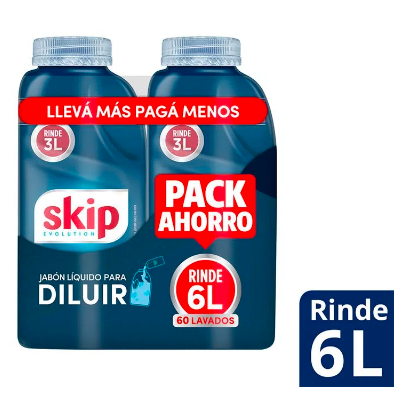 LLEVÁ MÁS PAGÁ MENOS
RINDE
3L
RINDE
3L
PACK
AHORRO
skip
EVOLUTION
JABÓN LÍQUIDO PARA
DILUIR
RINDE
6L
60 LAVADOS
Rinde
6L